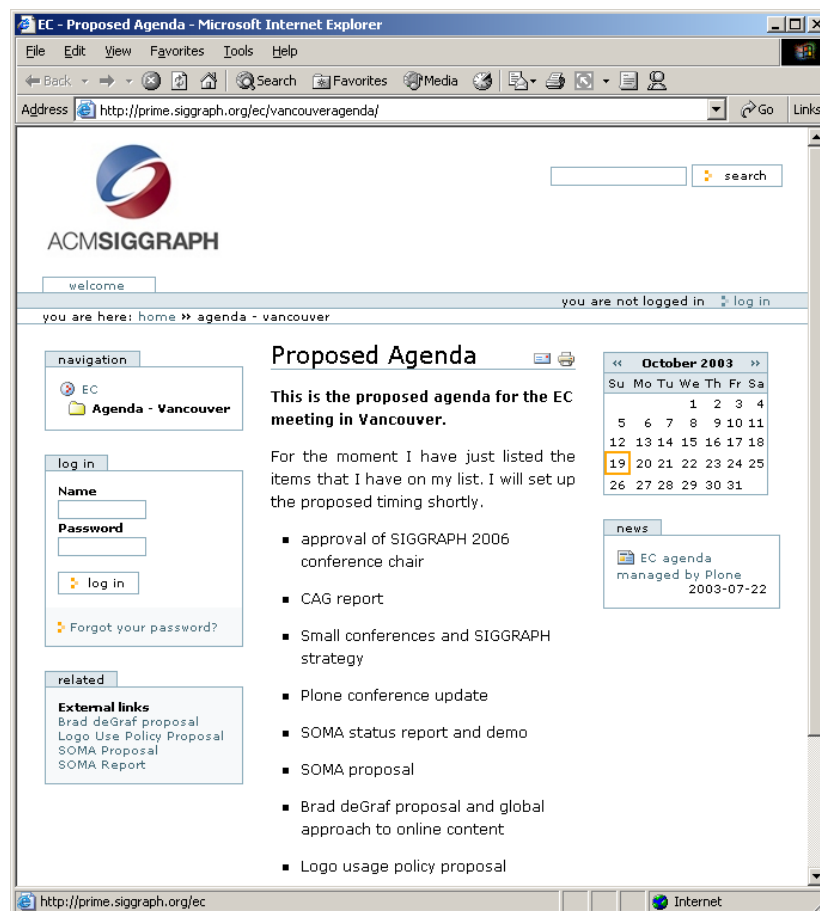 EC - Proposed Agenda - Microsoft Internet Explorer
File Edit View Favorites Tools Help
Back Search Favorites Media
Address http://prime.siggraph.org/ec/vancouveragenda/ Go Links
search
ACMSIGGRAPH
welcome
you are not logged in log in
you are here: home » agenda - vancouver
navigation
EC
Agenda - Vancouver
log in
Name
Password
log in
Forgot your password?
related
External links
Brad deGraf proposal
Logo Use Policy Proposal
SOMA Proposal
SOMA Report
Proposed Agenda
This is the proposed agenda for the EC
meeting in Vancouver.
For the moment I have just listed the
items that I have on my list. I will set up
the proposed timing shortly.
▪ approval of SIGGRAPH 2006
conference chair
▪ CAG report
▪ Small conferences and SIGGRAPH
strategy
▪ Plone conference update
▪ SOMA status report and demo
▪ SOMA proposal
▪ Brad deGraf proposal and global
approach to online content
▪ Logo usage policy proposal
« October 2003 »
Su Mo Tu We Th Fr Sa
1 2 3 4
5 6 7 8 9 10 11
12 13 14 15 16 17 18
19 20 21 22 23 24 25
26 27 28 29 30 31
news
EC agenda
managed by Plone
2003-07-22
http://prime.siggraph.org/ec Internet